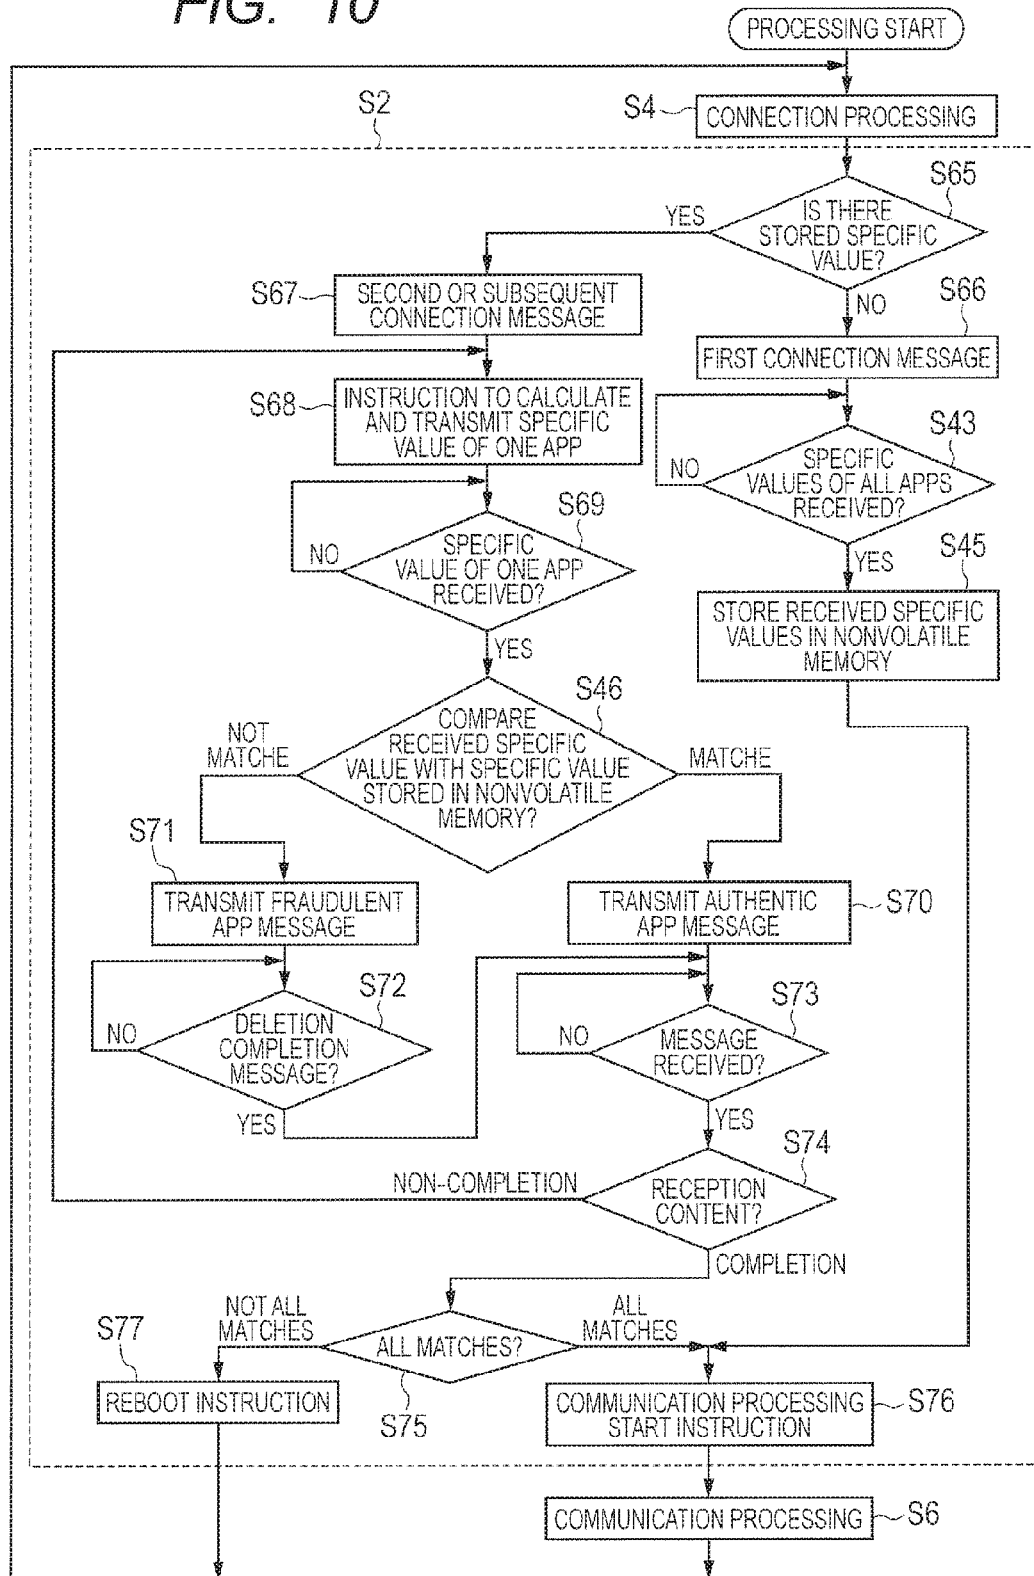 FIG. 10
PROCESSING START
S4
CONNECTION PROCESSING
S2
S65
IS THERE
STORED SPECIFIC
VALUE?
YES
NO
S67
SECOND OR SUBSEQUENT
CONNECTION MESSAGE
S66
FIRST CONNECTION MESSAGE
S68
INSTRUCTION TO CALCULATE
AND TRANSMIT SPECIFIC
VALUE OF ONE APP
S43
SPECIFIC
VALUES OF ALL APPS
RECEIVED?
NO
YES
S69
SPECIFIC
VALUE OF ONE APP
RECEIVED?
NO
YES
S45
STORE RECEIVED SPECIFIC
VALUES IN NONVOLATILE
MEMORY
S46
COMPARE
RECEIVED SPECIFIC
VALUE WITH SPECIFIC VALUE
STORED IN NONVOLATILE
MEMORY?
NOT
MATCHE
MATCHE
S71
TRANSMIT FRAUDULENT
APP MESSAGE
TRANSMIT AUTHENTIC
APP MESSAGE
S70
S72
DELETION
COMPLETION
MESSAGE?
NO
YES
S73
MESSAGE
RECEIVED?
NO
YES
S74
RECEPTION
CONTENT?
NON-COMPLETION
COMPLETION
NOT ALL
MATCHES
ALL
MATCHES
ALL MATCHES?
S75
S77
REBOOT INSTRUCTION
COMMUNICATION PROCESSING
START INSTRUCTION
S76
COMMUNICATION PROCESSING
S6